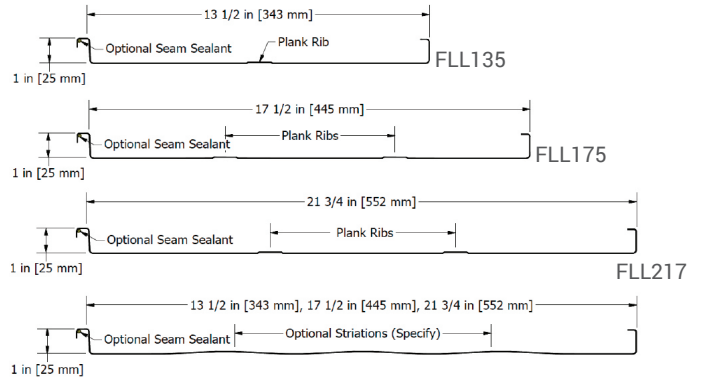 13 1/2 in [343 mm]
Optional Seam Sealant
Plank Rib
FLL135
1 in [25 mm]
17 1/2 in [445 mm]
Optional Seam Sealant
Plank Ribs
FLL175
1 in [25 mm]
21 3/4 in [552 mm]
Optional Seam Sealant
Plank Ribs
1 in [25 mm]
FLL217
13 1/2 in [343 mm], 17 1/2 in [445 mm], 21 3/4 in [552 mm]
Optional Seam Sealant
Optional Striations (Specify)
1 in [25 mm]